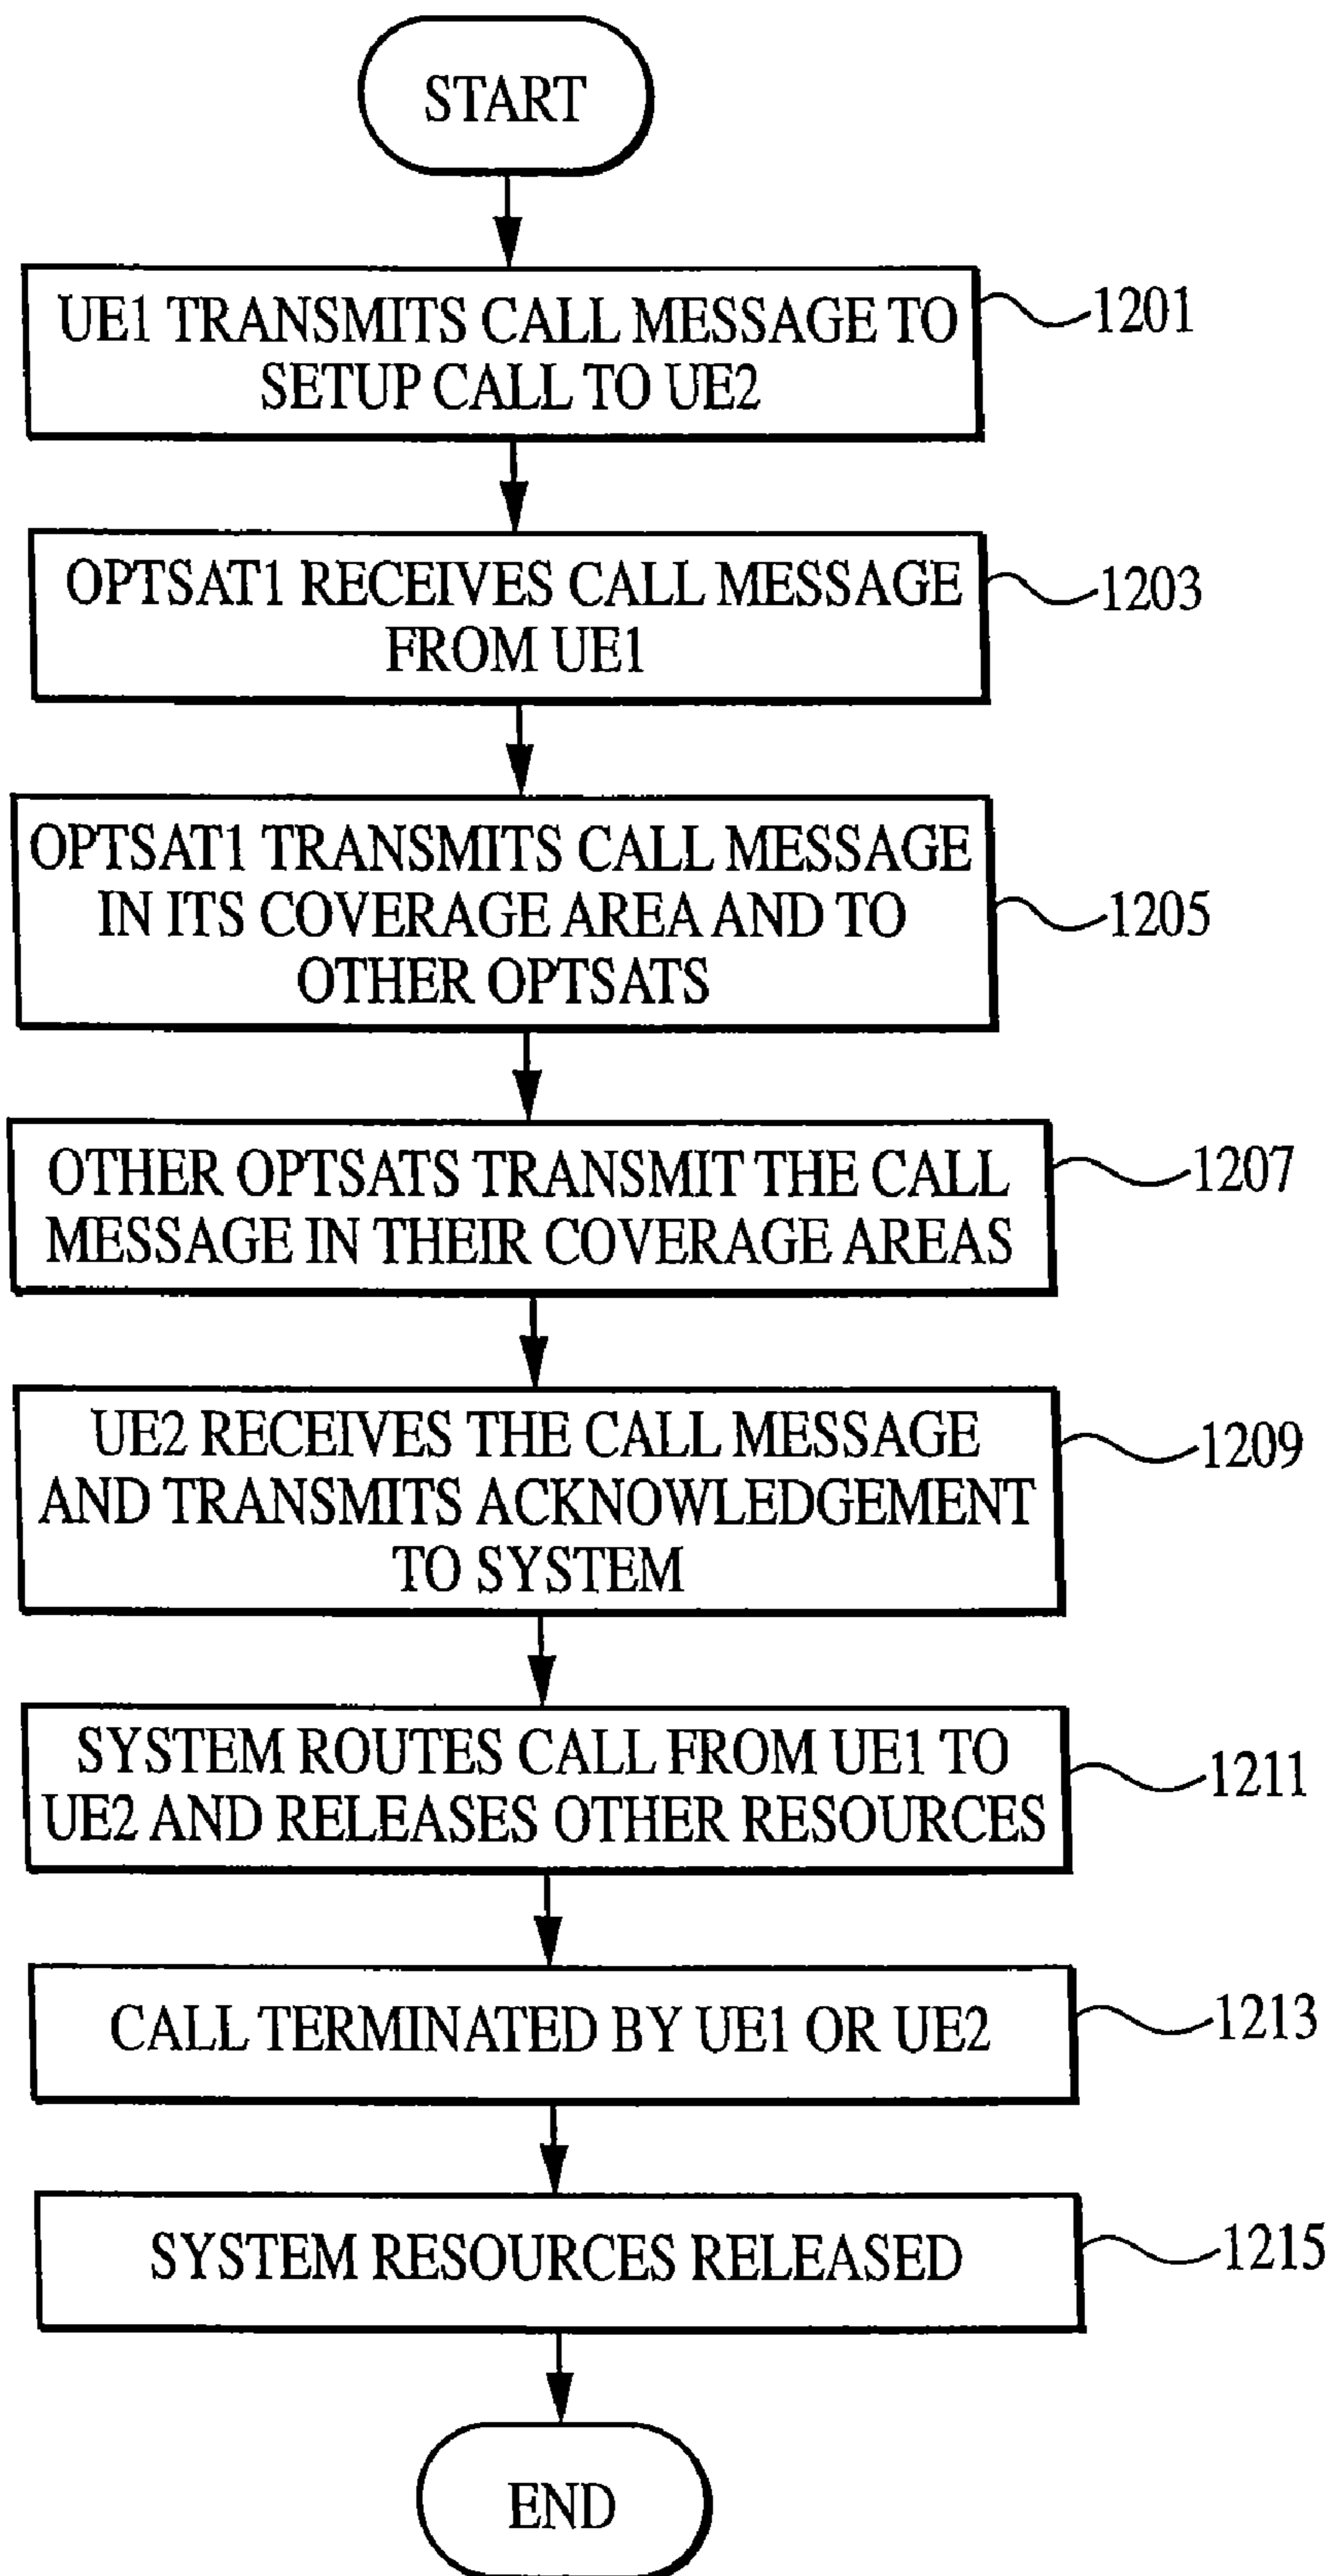 START
UE1 TRANSMITS CALL MESSAGE TO
SETUP CALL TO UE2
1201
OPTSAT1 RECEIVES CALL MESSAGE
FROM UE1
1203
OPTSAT1 TRANSMITS CALL MESSAGE
IN ITS COVERAGE AREA AND TO
OTHER OPTSATS
1205
OTHER OPTSATS TRANSMIT THE CALL
MESSAGE IN THEIR COVERAGE AREAS
1207
UE2 RECEIVES THE CALL MESSAGE
AND TRANSMITS ACKNOWLEDGEMENT
TO SYSTEM
1209
SYSTEM ROUTES CALL FROM UE1 TO
UE2 AND RELEASES OTHER RESOURCES
1211
CALL TERMINATED BY UE1 OR UE2
1213
SYSTEM RESOURCES RELEASED
1215
END